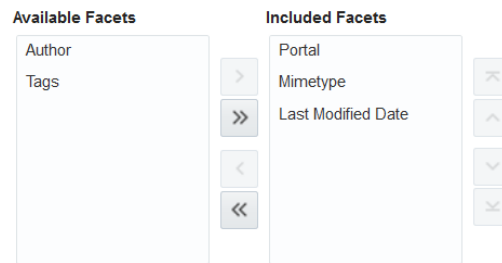 Available Facets
Included Facets
Author
Portal
Tags
Mimetype
Last Modified Date